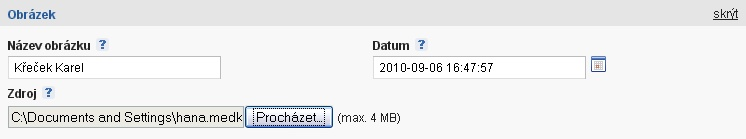 Obrázek skrýt
Název obrázku ? Datum ?
Křeček Karel 2010-09-06 16:47:57
Zdroj ?
C:\Documents and Settings\hana.medk Procházet... (max. 4 MB)